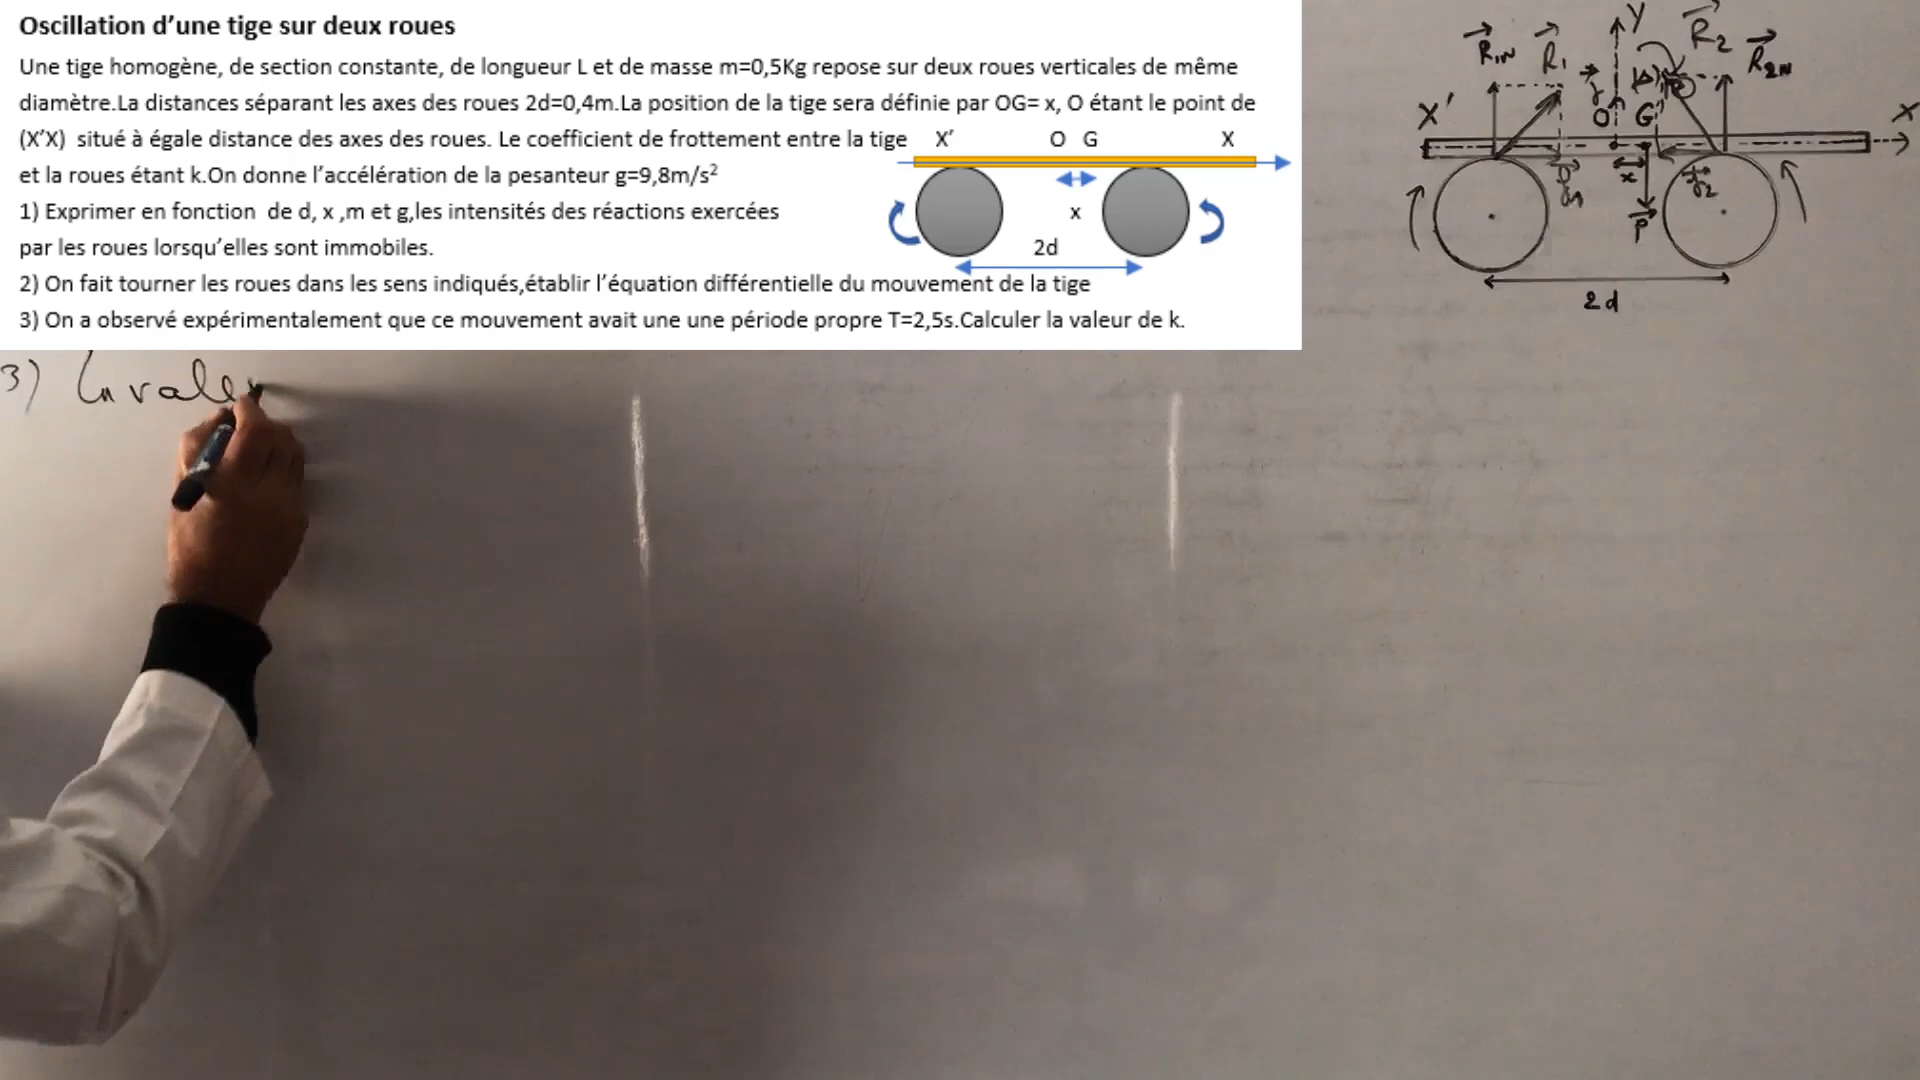 Oscillation d’une tige sur deux roues
Une tige homogène, de section constante, de longueur L et de masse m=0,5Kg repose sur deux roues verticales de même
diamètre.La distances séparant les axes des roues 2d=0,4m.La position de la tige sera définie par OG= x, O étant le point de
(X’X) situé à égale distance des axes des roues. Le coefficient de frottement entre la tige
et la roues étant k.On donne l’accélération de la pesanteur g=9,8m/s²
1) Exprimer en fonction de d, x ,m et g,les intensités des réactions exercées
par les roues lorsqu’elles sont immobiles.
2) On fait tourner les roues dans les sens indiqués,établir l’équation différentielle du mouvement de la tige
3) On a observé expérimentalement que ce mouvement avait une une période propre T=2,5s.Calculer la valeur de k.
X’ O G X
x
2d
Y
R1N R1 R2 R2N
j (Δ)
X' O G X
x
P
f2
2d
3) La vale